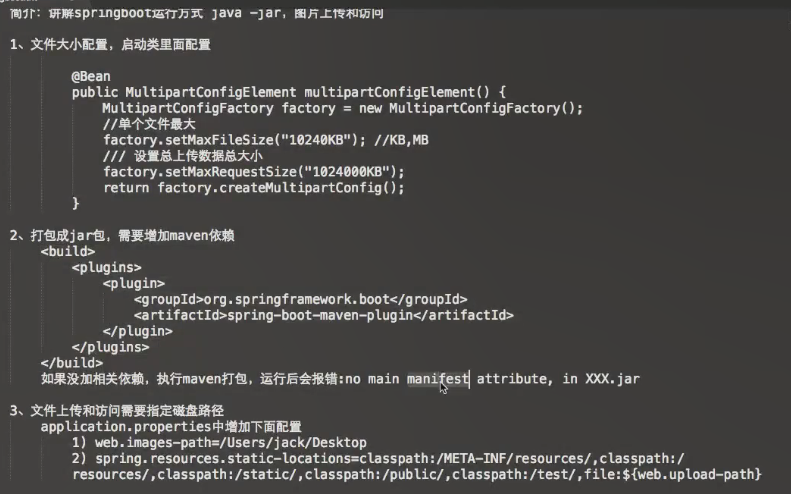 简介: 讲解springboot运行方式 java -jar, 图片上传和访问
1、文件大小配置，启动类里面配置
@Bean
public MultipartConfigElement multipartConfigElement() {
MultipartConfigFactory factory = new MultipartConfigFactory();
//单个文件最大
factory.setMaxFileSize("10240KB"); //KB,MB
/// 设置总上传数据总大小
factory.setMaxRequestSize("1024000KB");
return factory.createMultipartConfig();
}
2、打包成jar包，需要增加maven依赖
<build>
<plugins>
<plugin>
<groupId>org.springframework.boot</groupId>
<artifactId>spring-boot-maven-plugin</artifactId>
</plugin>
</plugins>
</build>
如果没加相关依赖，执行maven打包，运行后会报错:no main manifest attribute, in XXX.jar
3、文件上传和访问需要指定磁盘路径
application.properties中增加下面配置
1) web.images-path=/Users/jack/Desktop
2) spring.resources.static-locations=classpath:/META-INF/resources/,classpath:/
resources/,classpath:/static/,classpath:/public/,classpath:/test/,file:${web.upload-path}